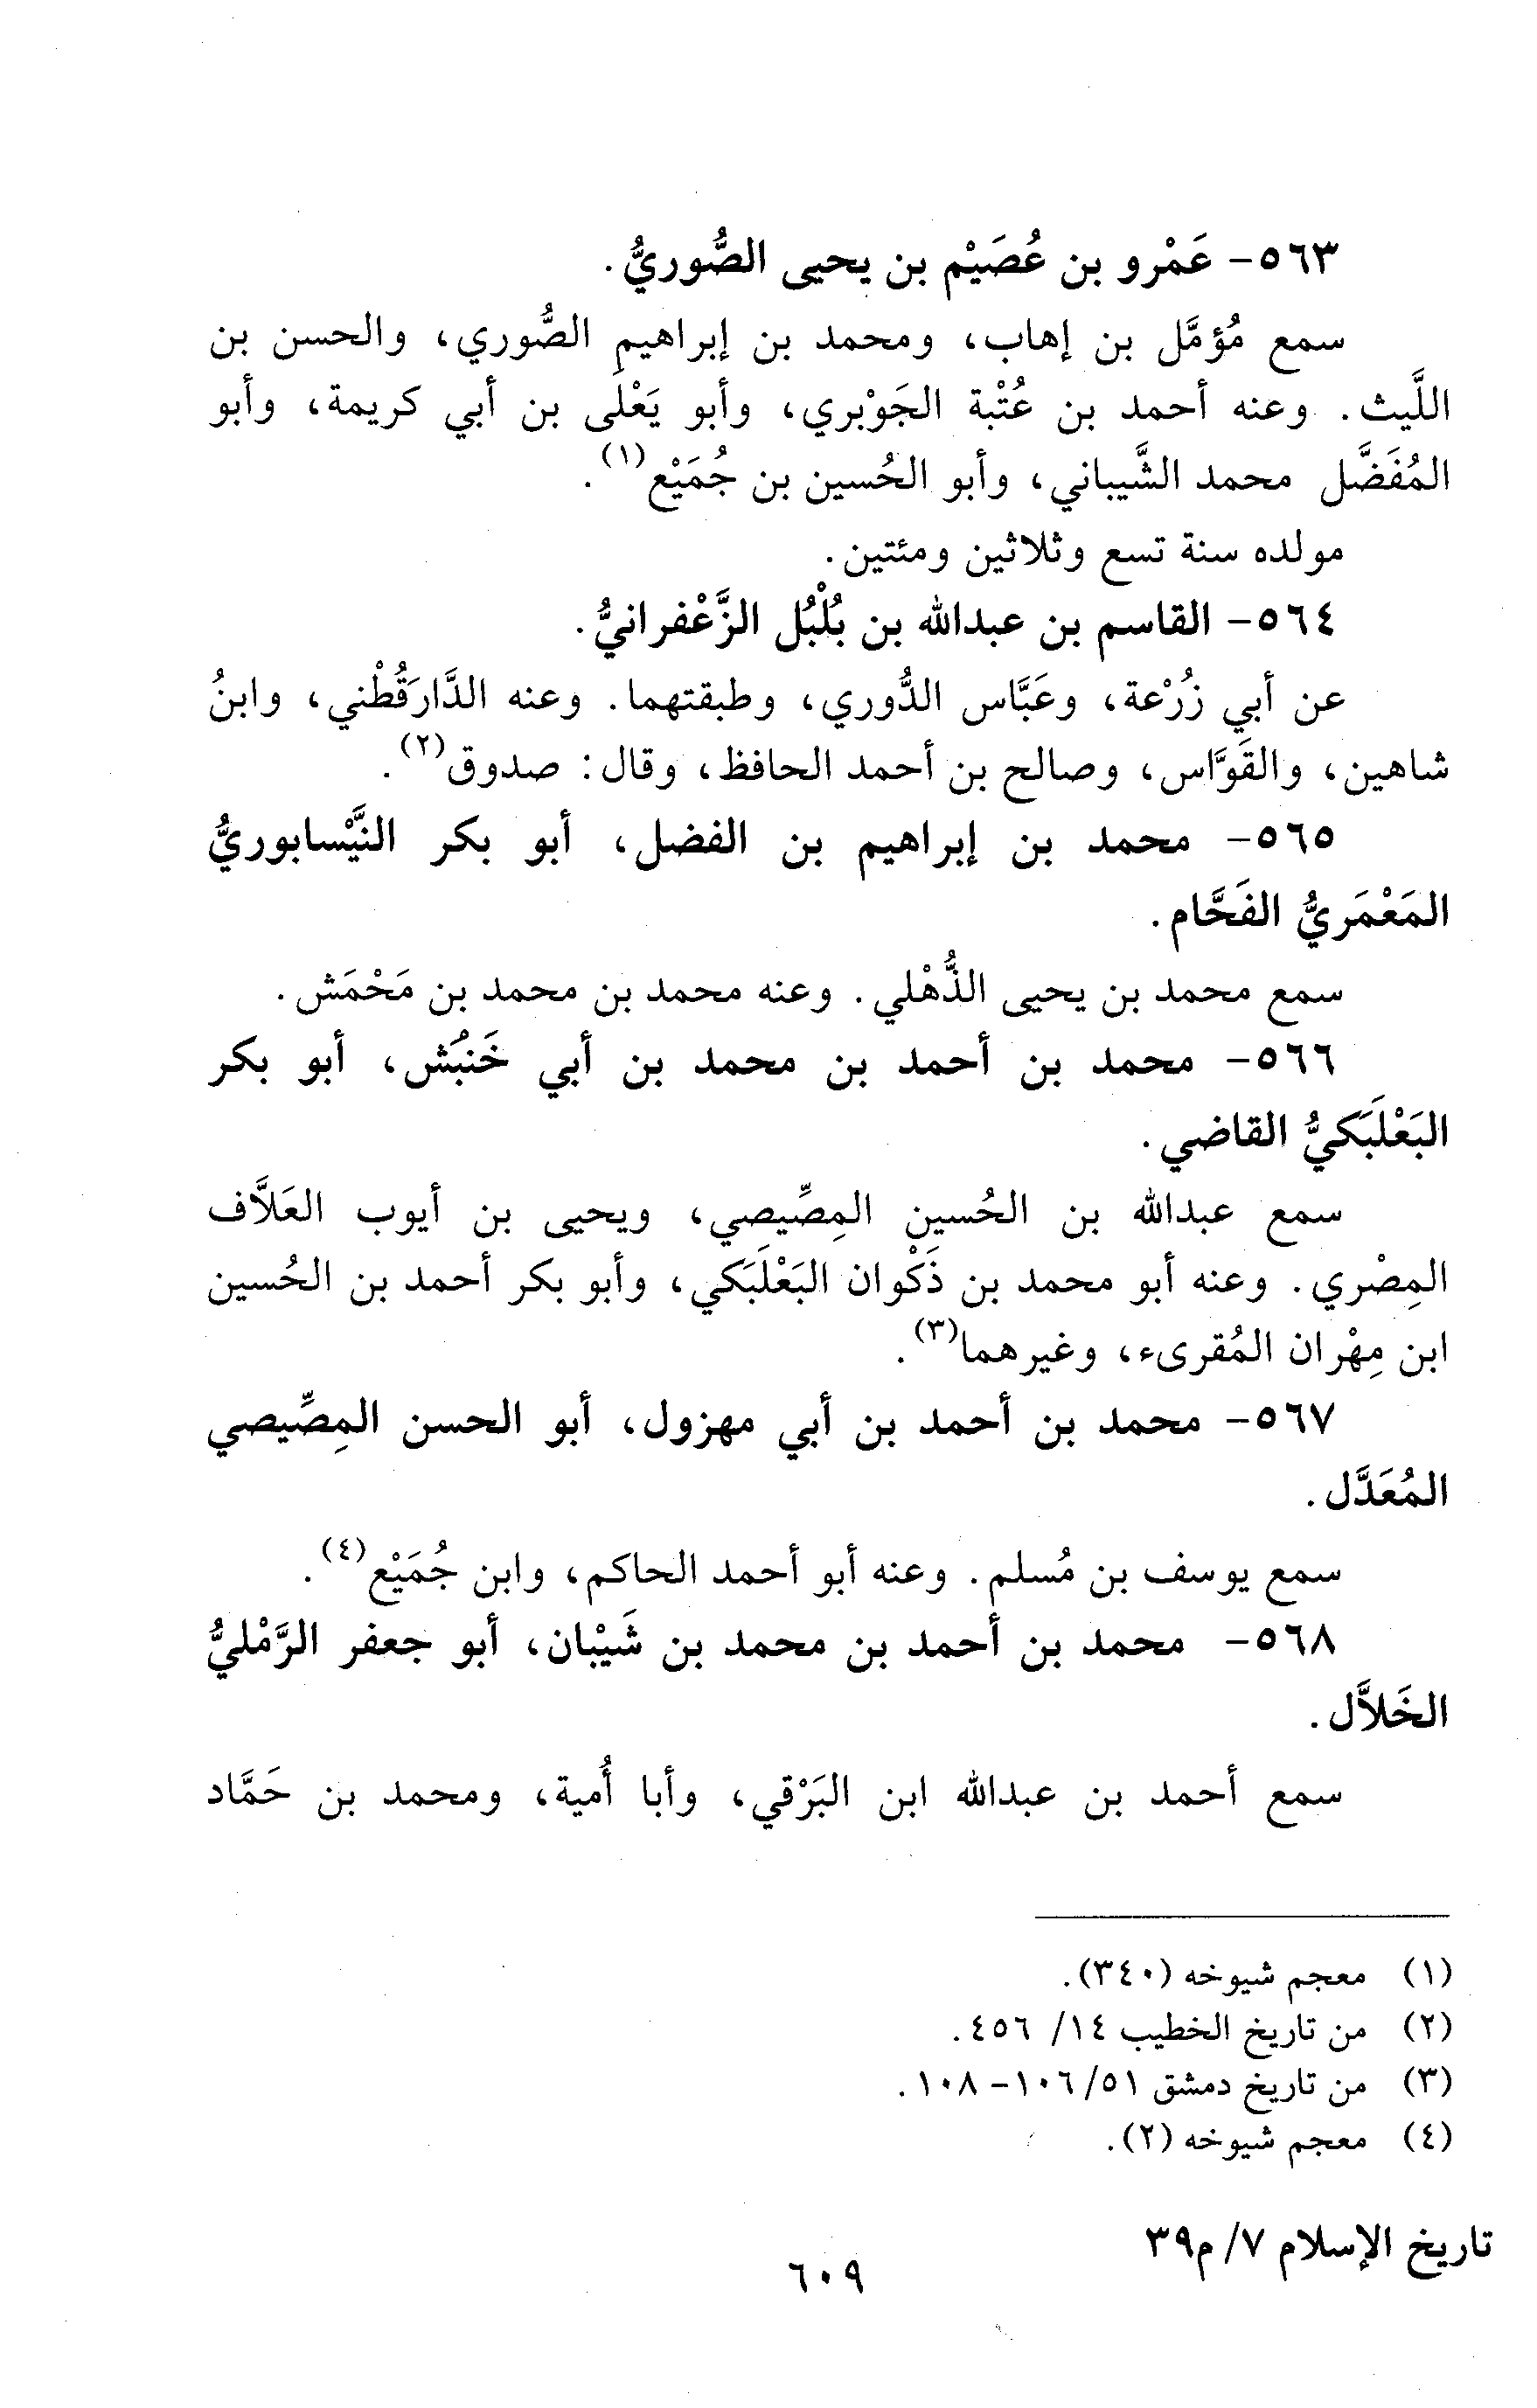 ٥٦٣- عَمْرو بن عُصَيْم بن يحيى الصُّوريُّ.
سمع مُؤمَّل بن إهاب، ومحمد بن إبراهيم الصُّوري، والحسن بن
اللَّيث. وعنه أحمد بن عُتْبة الجَوْبري، وأبو يَعْلَى بن أبي كريمة، وأبو
المُفَضَّل محمد الشَّيباني، وأبو الحُسين بن جُمَيْع(١).
مولده سنة تسع وثلاثين ومئتين.
٥٦٤- القاسم بن عبدالله بن بُلْبُل الزَّعْفرانيُّ.
عن أبي زُرْعة، وعَبَّاس الدُّوري، وطبقتهما. وعنه الدَّارَقُطْني، وابنُ
شاهين، والقَوَّاس، وصالح بن أحمد الحافظ، وقال: صدوق(٢).
٥٦٥- محمد بن إبراهيم بن الفضل، أبو بكر النَّيْسابوريُّ
المَعْمَريُّ الفَحَّام.
سمع محمد بن يحيى الذُّهْلي. وعنه محمد بن محمد بن مَحْمَش.
٥٦٦- محمد بن أحمد بن محمد بن أبي خَنْبَش، أبو بكر
البَعْلَبَكيُّ القاضي.
سمع عبدالله بن الحُسين المِصِّيصي، ويحيى بن أيوب العَلاَّف
المِصْري. وعنه أبو محمد بن ذَكْوان البَعْلَبَكي، وأبو بكر أحمد بن الحُسين
ابن مِهْران المُقرىء، وغيرهما(٣).
٥٦٧- محمد بن أحمد بن أبي مهزول، أبو الحسن المِصِّيصي
المُعَدَّل.
سمع يوسف بن مُسلم. وعنه أبو أحمد الحاكم، وابن جُمَيْع(٤).
٥٦٨- محمد بن أحمد بن محمد بن شَيْبان، أبو جعفر الرَّمْليُّ
الخَلاَّل.
سمع أحمد بن عبدالله ابن البَرْقي، وأبا أُمية، ومحمد بن حَمَّاد
(١) معجم شيوخه (٣٤٠).
(٢) من تاريخ الخطيب ١٤/ ٤٥٦.
(٣) من تاريخ دمشق ٥١/ ١٠٦- ١٠٨.
(٤) معجم شيوخه (٢).
تاريخ الإسلام ٧/ م٣٩
٦٠٩